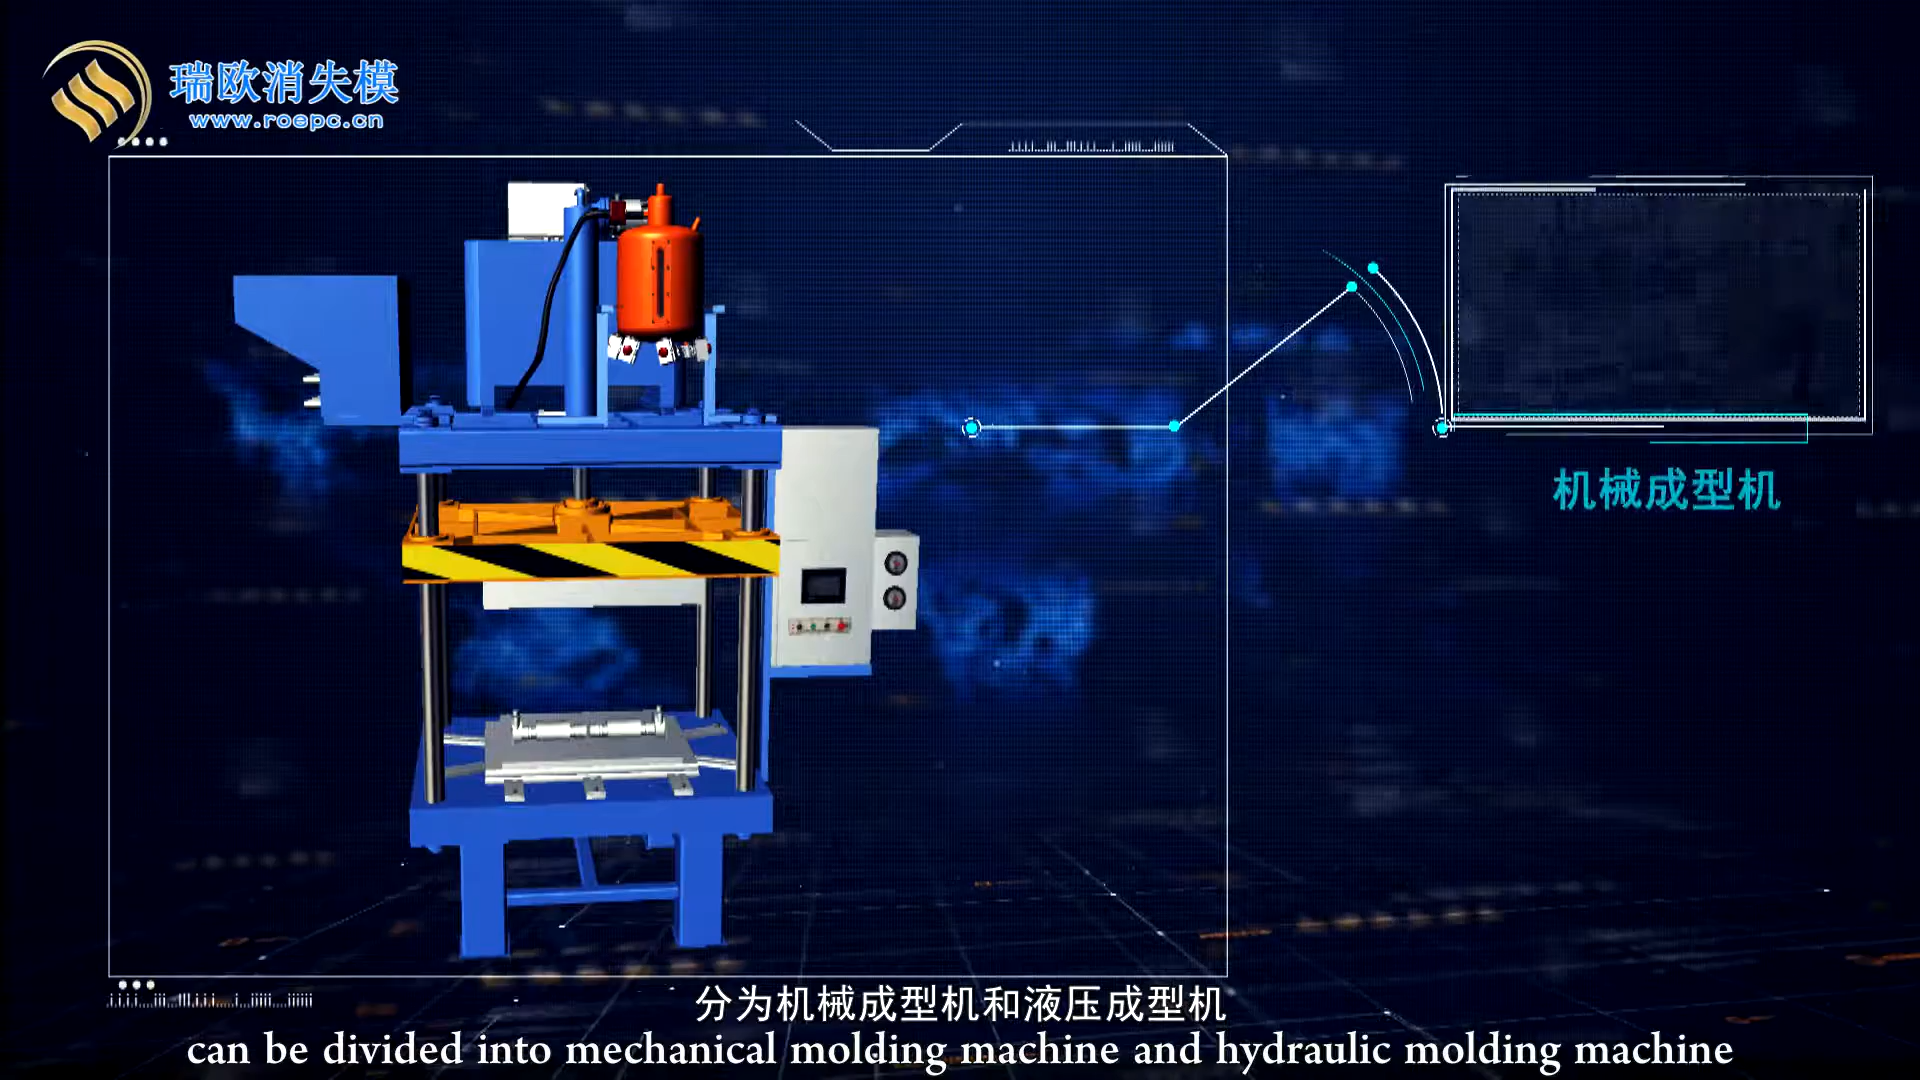 瑞欧消失模
www.roepc.cn
机械成型机
分为机械成型机和液压成型机
can be divided into mechanical molding machine and hydraulic molding machine